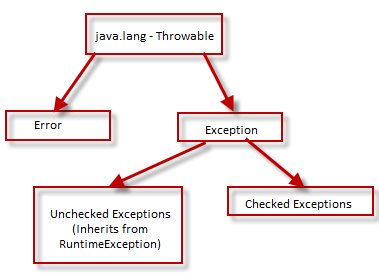 java.lang - Throwable
Error
Exception
Unchecked Exceptions
(Inherits from
RuntimeException)
Checked Exceptions